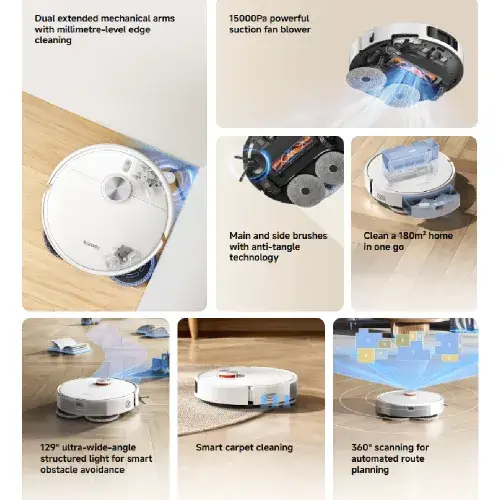 Dual extended mechanical arms
with millimetre-level edge
cleaning
15000Pa powerful
suction fan blower
Main and side brushes
with anti-tangle
technology
Clean a 180m² home
in one go
129° ultra-wide-angle
structured light for smart
obstacle avoidance
Smart carpet cleaning
360° scanning for
automated route
planning